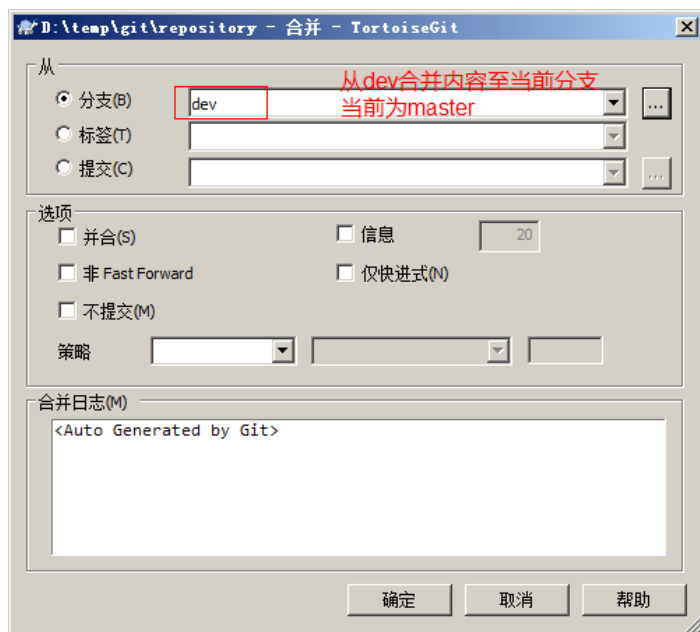 D:\temp\git\repository - 合并 - TortoiseGit
从
从dev合并内容至当前分支
分支(B) dev ...
当前为master
标签(T)
提交(C) ...
选项
并合(S) 信息 20
非 Fast Forward 仅快进式(N)
不提交(M)
策略
合并日志(M)
<Auto Generated by Git>
确定 取消 帮助